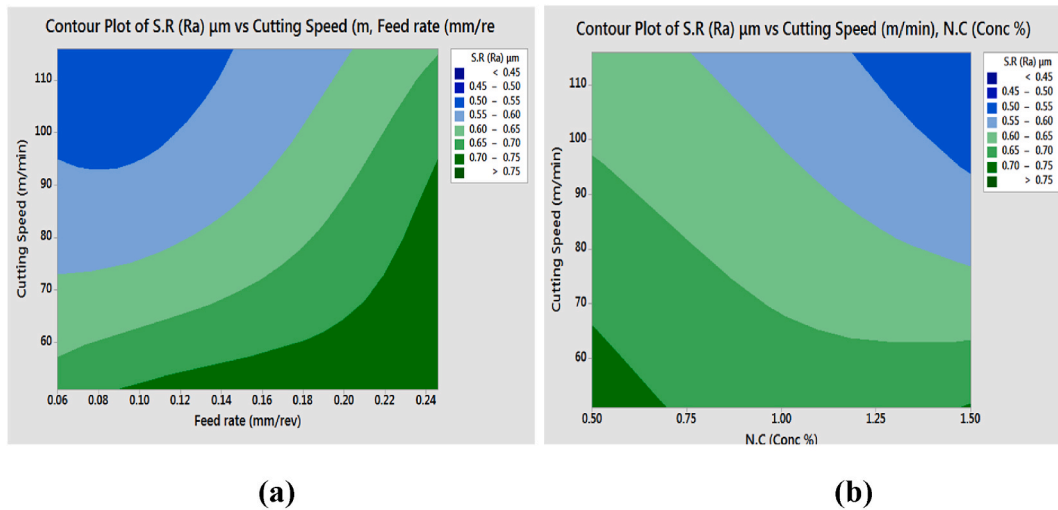 Contour Plot of S.R (Ra) µm vs Cutting Speed (m, Feed rate (mm/re
S.R (Ra) µm
< 0.45
0.45 – 0.50
0.50 – 0.55
0.55 – 0.60
0.60 – 0.65
0.65 – 0.70
0.70 – 0.75
> 0.75
Cutting Speed (m/min)
110
100
90
80
70
60
0.06 0.08 0.10 0.12 0.14 0.16 0.18 0.20 0.22 0.24
Feed rate (mm/rev)
(a)
Contour Plot of S.R (Ra) µm vs Cutting Speed (m/min), N.C (Conc %)
S.R (Ra) µm
< 0.45
0.45 – 0.50
0.50 – 0.55
0.55 – 0.60
0.60 – 0.65
0.65 – 0.70
0.70 – 0.75
> 0.75
Cutting Speed (m/min)
110
100
90
80
70
60
0.50 0.75 1.00 1.25 1.50
N.C (Conc %)
(b)